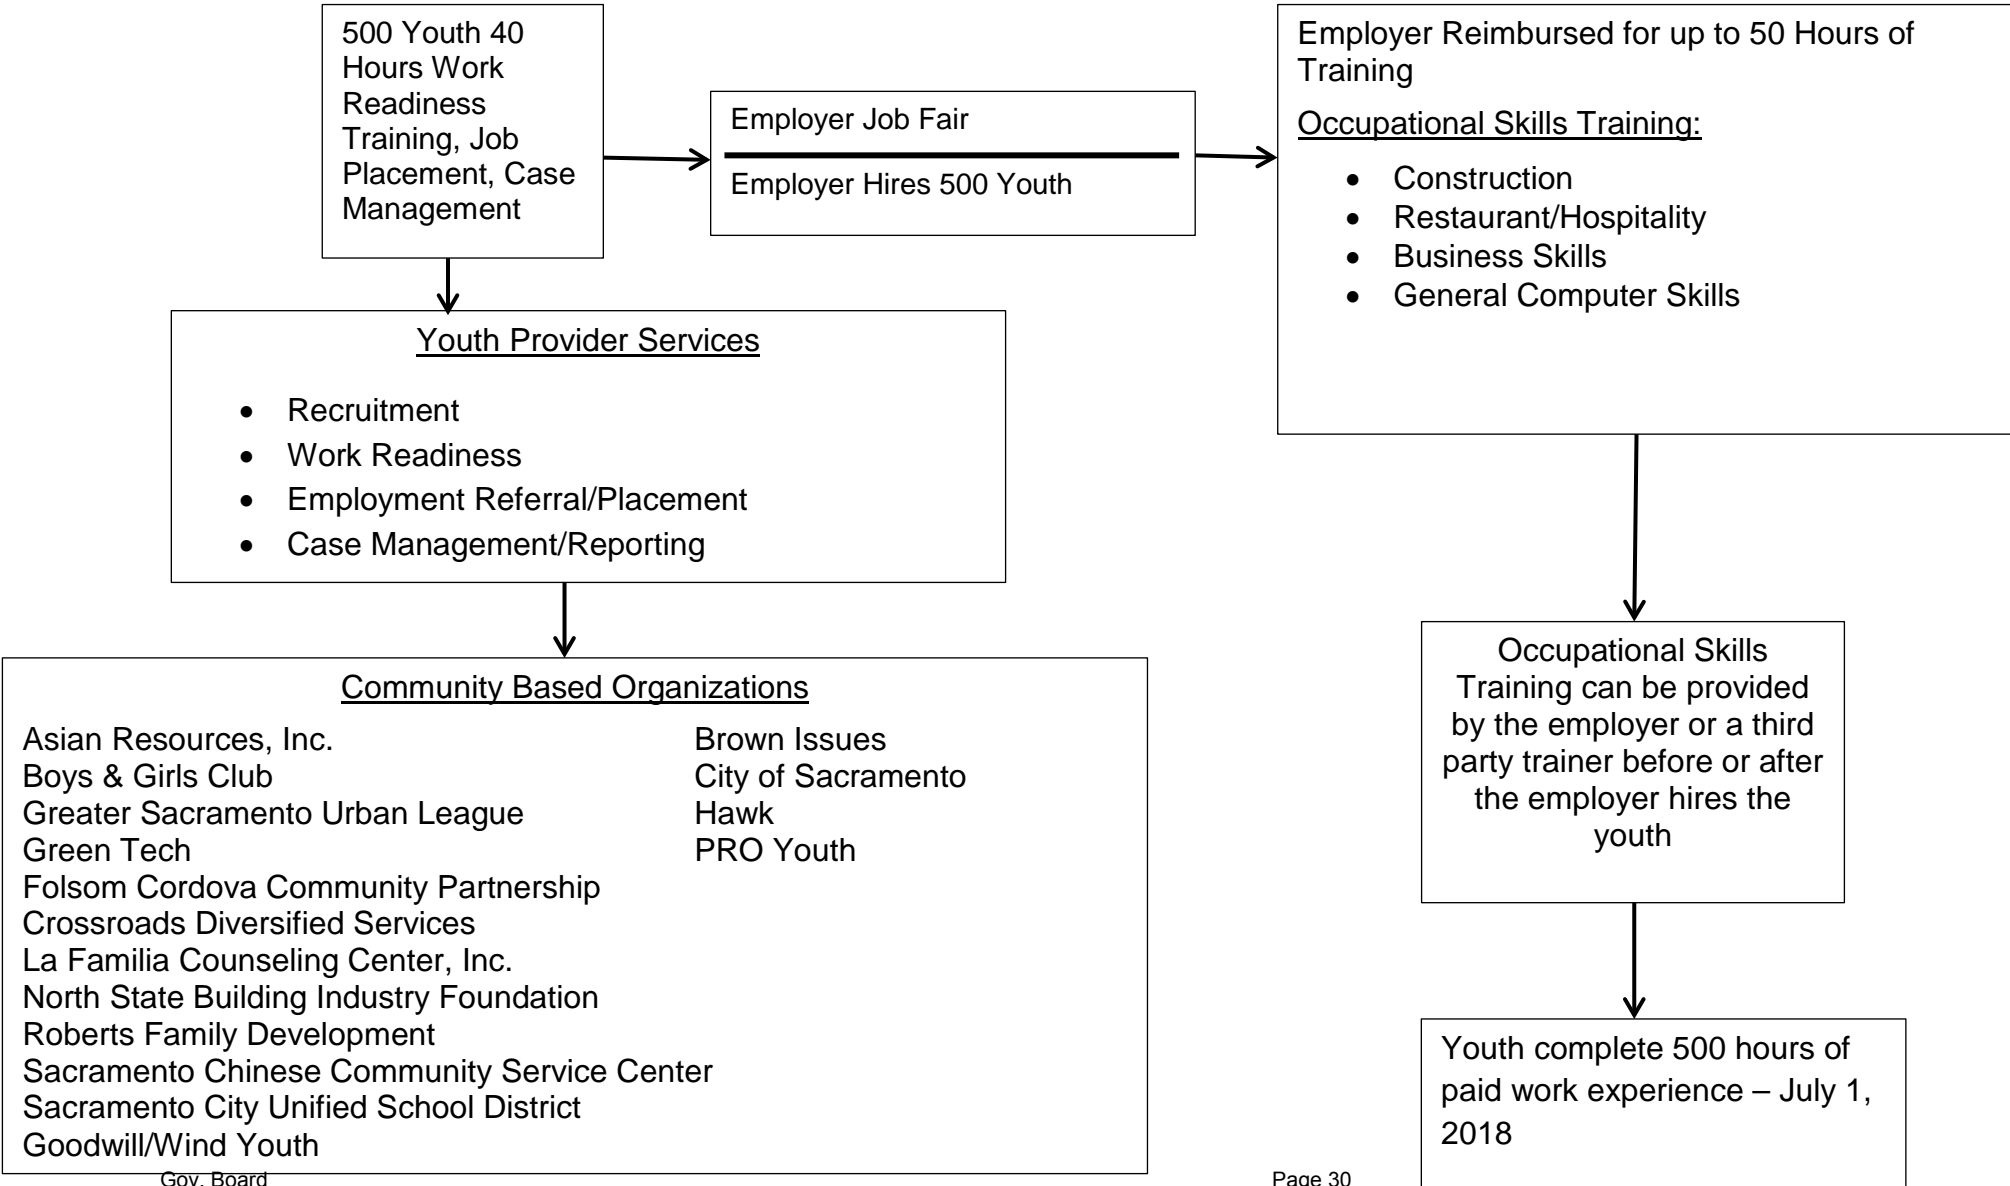 500 Youth 40
Hours Work
Readiness
Training, Job
Placement, Case
Management
Employer Job Fair
Employer Hires 500 Youth
Employer Reimbursed for up to 50 Hours of
Training
Occupational Skills Training:
• Construction
• Restaurant/Hospitality
• Business Skills
• General Computer Skills
Youth Provider Services
• Recruitment
• Work Readiness
• Employment Referral/Placement
• Case Management/Reporting
Community Based Organizations
Asian Resources, Inc.
Boys & Girls Club
Greater Sacramento Urban League
Green Tech
Folsom Cordova Community Partnership
Crossroads Diversified Services
La Familia Counseling Center, Inc.
North State Building Industry Foundation
Roberts Family Development
Sacramento Chinese Community Service Center
Sacramento City Unified School District
Goodwill/Wind Youth
Brown Issues
City of Sacramento
Hawk
PRO Youth
Occupational Skills
Training can be provided
by the employer or a third
party trainer before or after
the employer hires the
youth
Youth complete 500 hours of
paid work experience – July 1,
2018
Gov. Board
Page 30